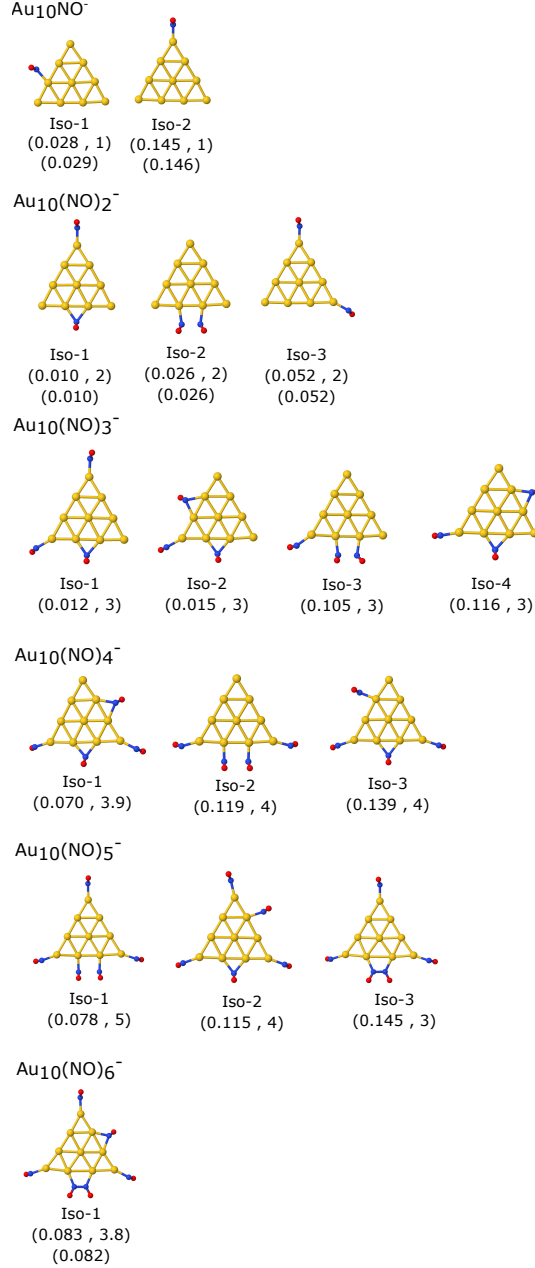 Au10NO-
Iso-1 Iso-2
(0.028 , 1) (0.145 , 1)
(0.029) (0.146)
Au10(NO)2-
Iso-1 Iso-2 Iso-3
(0.010 , 2) (0.026 , 2) (0.052 , 2)
(0.010) (0.026) (0.052)
Au10(NO)3-
Iso-1 Iso-2 Iso-3 Iso-4
(0.012 , 3) (0.015 , 3) (0.105 , 3) (0.116 , 3)
Au10(NO)4-
Iso-1 Iso-2 Iso-3
(0.070 , 3.9) (0.119 , 4) (0.139 , 4)
Au10(NO)5-
Iso-1 Iso-2 Iso-3
(0.078 , 5) (0.115 , 4) (0.145 , 3)
Au10(NO)6-
Iso-1
(0.083 , 3.8)
(0.082)